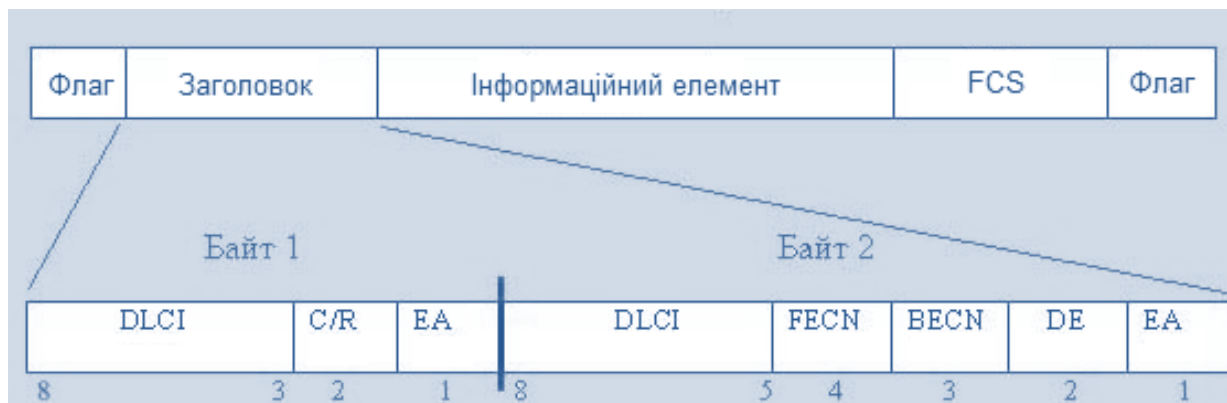 Флаг Заголовок Інформаційний елемент FCS Флаг
Байт 1 Байт 2
DLCI C/R EA DLCI FECN BECN DE EA
8 3 2 1 8 5 4 3 2 1